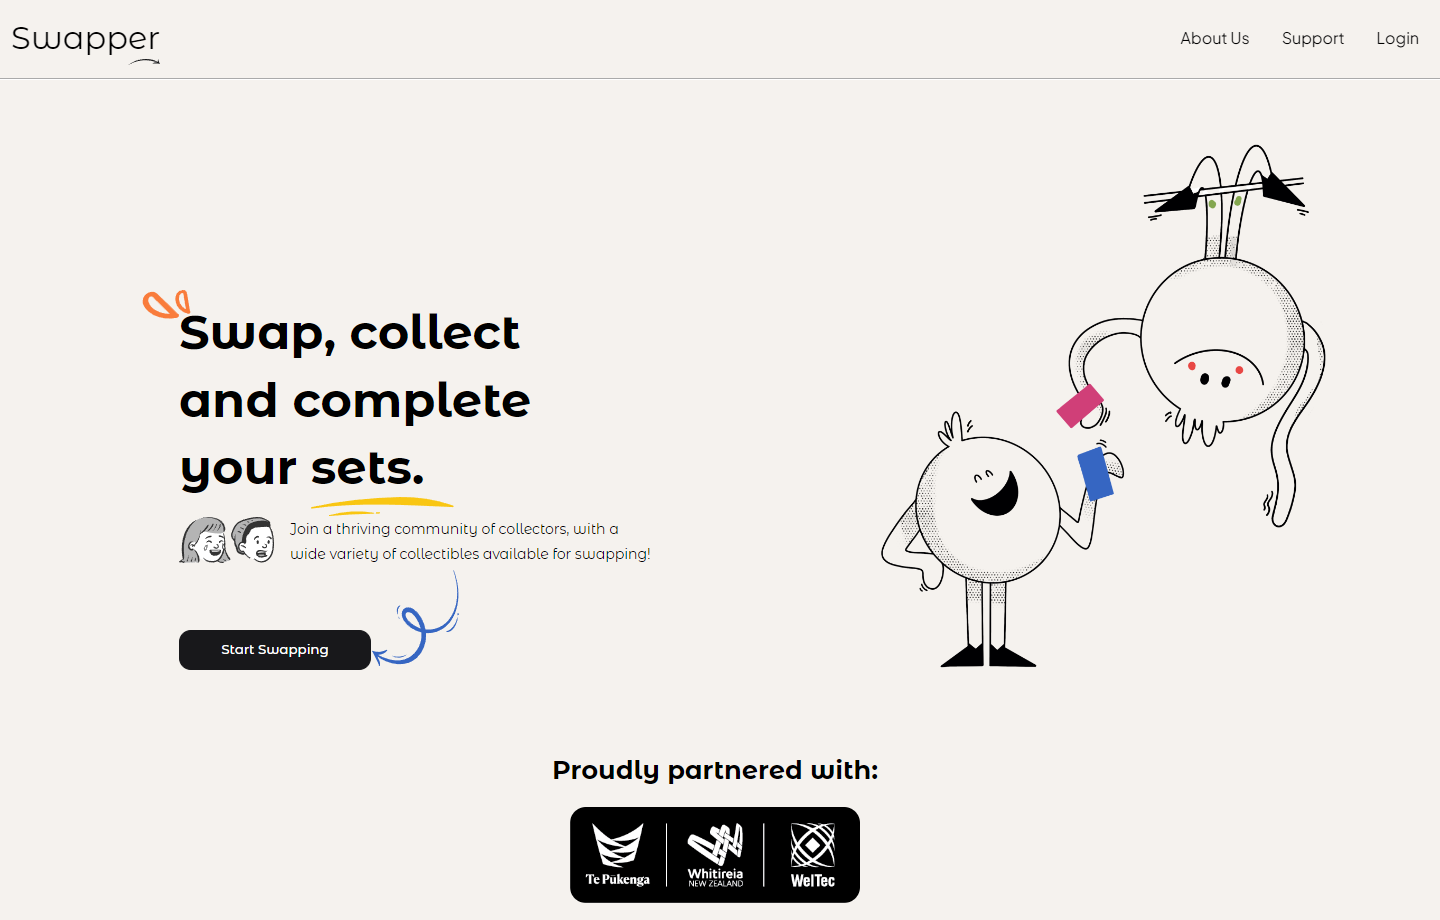 Swapper
About Us
Support
Login
Swap, collect
and complete
your sets.
Join a thriving community of collectors, with a
wide variety of collectibles available for swapping!
Start Swapping
Proudly partnered with:
Te Pūkenga
Whitireia
NEW ZEALAND
WelTec